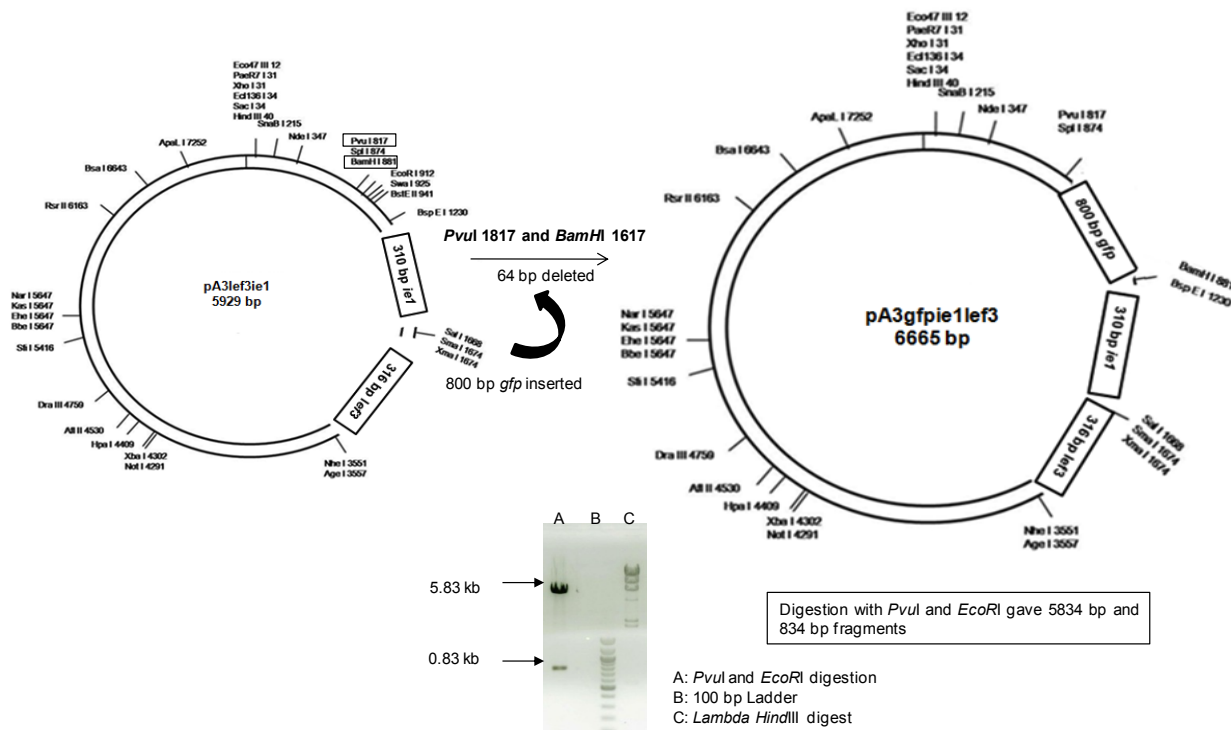 Eco47 III 12
PaeR7 I 31
Xho I 31
Ecl136 I 34
Sac I 34
Hind III 40
SnaB I 215
Nde I 347
ApaL I 7252
Pvu I 817
Spl I 874
BamH I 881
EcoR I 912
Swa I 925
BstE II 941
Bsp E I 1230
Bsa I 6643
Rsr II 6163
310 bp ie1
pA3lef3ie1
5929 bp
Nar I 5647
Kas I 5647
Ehe I 5647
Bbe I 5647
Sfi I 5416
Sal I 1668
Sma I 1674
Xma I 1674
316 bp lef3
Dra III 4759
Afl II 4530
Hpa I 4409
Xba I 4302
Not I 4291
Nhe I 3551
Age I 3557
PvuI 1817 and BamHI 1617
64 bp deleted
800 bp gfp inserted
Eco47 III 12
PaeR7 I 31
Xho I 31
Ecl136 I 34
Sac I 34
Hind III 40
SnaB I 215
Nde I 347
ApaL I 7252
Pvu I 817
Spl I 874
Bsa I 6643
Rsr II 6163
800 bp gfp
BamH I 881
Bsp E I 1230
310 bp ie1
pA3gfpie1lef3
6665 bp
Nar I 5647
Kas I 5647
Ehe I 5647
Bbe I 5647
Sfi I 5416
Sal I 1668
Sma I 1674
Xma I 1674
316 bp lef3
Dra III 4759
Afl II 4530
Hpa I 4409
Xba I 4302
Not I 4291
Nhe I 3551
Age I 3557
A B C
5.83 kb
0.83 kb
Digestion with PvuI and EcoRI gave 5834 bp and
834 bp fragments
A: PvuI and EcoRI digestion
B: 100 bp Ladder
C: Lambda HindIII digest